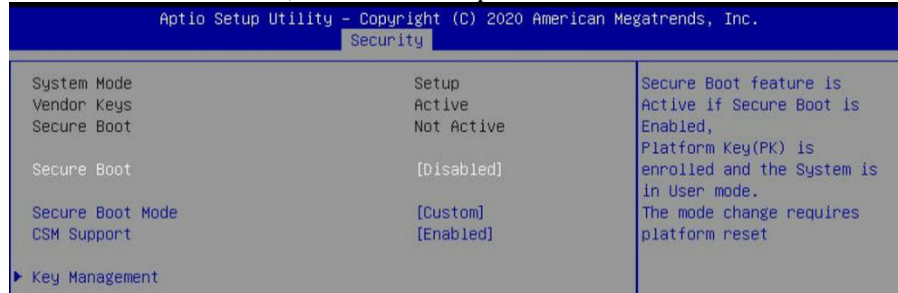 Aptio Setup Utility – Copyright (C) 2020 American Megatrends, Inc.
Security
System Mode Setup
Vendor Keys Active
Secure Boot Not Active
Secure Boot [Disabled]
Secure Boot Mode [Custom]
CSM Support [Enabled]
Key Management
Secure Boot feature is
Active if Secure Boot is
Enabled,
Platform Key(PK) is
enrolled and the System is
in User mode.
The mode change requires
platform reset